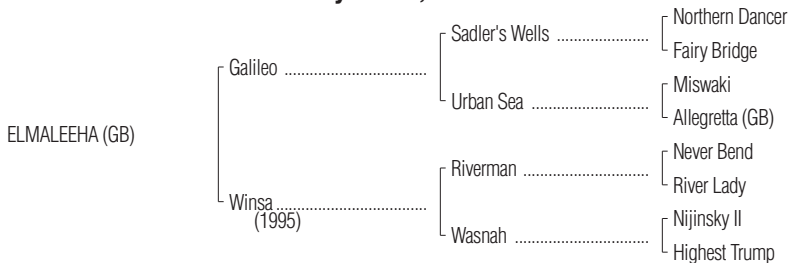 Northern Dancer
Sadler's Wells
Fairy Bridge
Galileo
Miswaki
Urban Sea
Allegretta (GB)
ELMALEEHA (GB)
Never Bend
Riverman
River Lady
Winsa
(1995)
Nijinsky II
Wasnah
Highest Trump